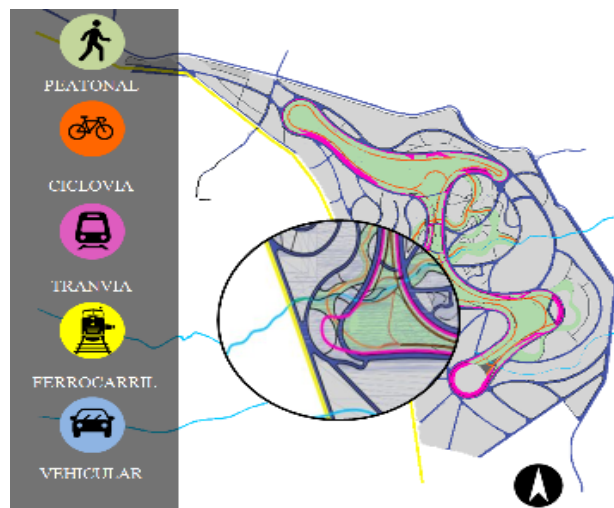 PEATONAL
CICLOVIA
TRANVIA
FERROCARRIL
VEHICULAR